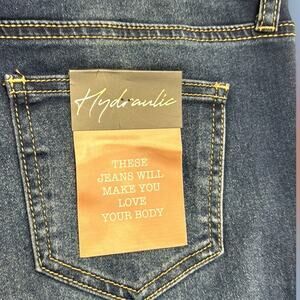 Hydraulic
THESE
JEANS WILL
MAKE YOU
LOVE
YOUR BODY